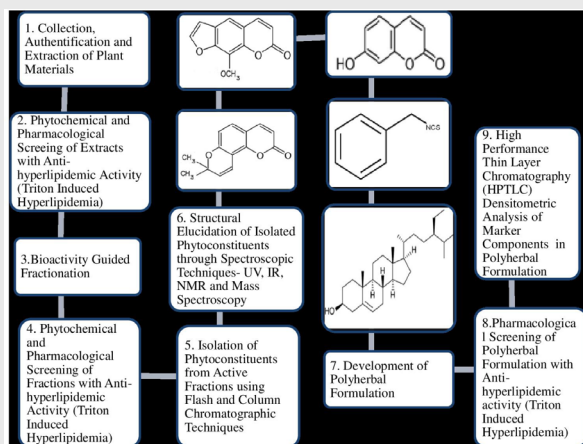 1. Collection,
Authentification and
Extraction of Plant
Materials
2. Phytochemical and
Pharmacological
Screeing of Extracts
with Anti-
hyperlipidemic Activity
(Triton Induced
Hyperlipidemia)
3.Bioactivity Guided
Fractionation
4. Phytochemical
and
Pharmacological
Screening of
Fractions with Anti-
hyperlipidemic
Activity (Triton
Induced
Hyperlipidemia)
5. Isolation of
Phytoconstituents
from Active
Fractions using
Flash and Column
Chromatographic
Techniques
6. Structural
Elucidation of Isolated
Phytoconstituents
through Spectroscopic
Techniques- UV, IR,
NMR and Mass
Spectroscopy
CH3
CH3
O
O
O
O
O
O
OCH3
HO
O
O
NCS
H
H
H
H
HO
7. Development of
Polyherbal
Formulation
8.Pharmacologica
l Screening of
Polyherbal
Formulation with
Anti-
hyperlipidemic
activity (Triton
Induced
Hyperlipidemia)
9. High
Performance
Thin Layer
Chromatography
(HPTLC)
Densitometric
Analysis of
Marker
Components in
Polyherbal
Formulation